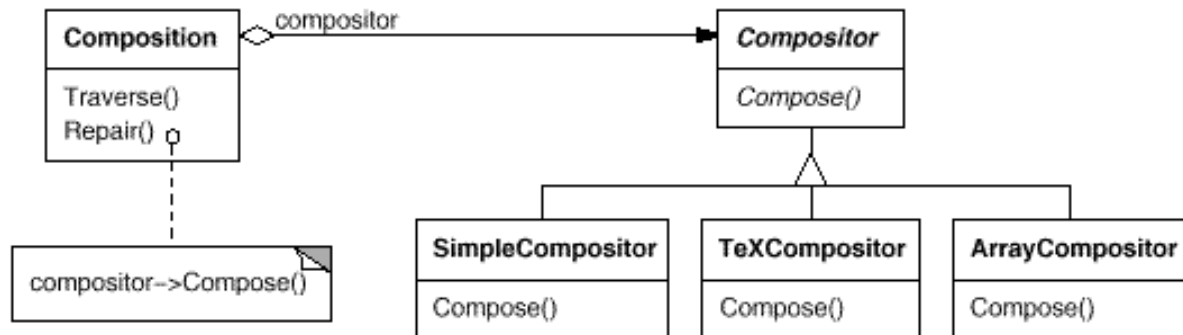 Composition
compositor
Compositor
Traverse()
Compose()
Repair()
SimpleCompositor
TeXCompositor
ArrayCompositor
compositor->Compose()
Compose()
Compose()
Compose()